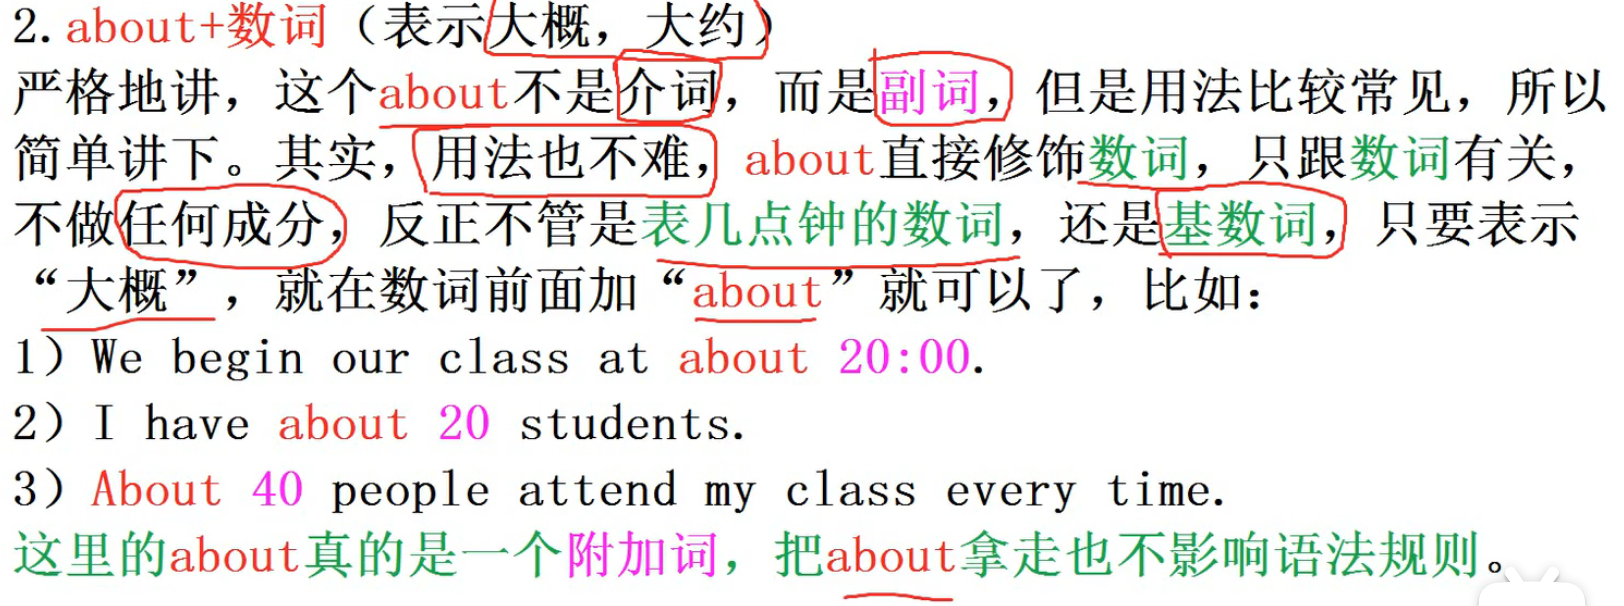 2.about+数词（表示大概，大约）
严格地讲，这个about不是介词，而是副词，但是用法比较常见，所以
简单讲下。其实，用法也不难，about直接修饰数词，只跟数词有关，
不做任何成分，反正不管是表几点钟的数词，还是基数词，只要表示
“大概”，就在数词前面加“about”就可以了，比如：
1）We begin our class at about 20:00.
2）I have about 20 students.
3）About 40 people attend my class every time.
这里的about真的是一个附加词，把about拿走也不影响语法规则。